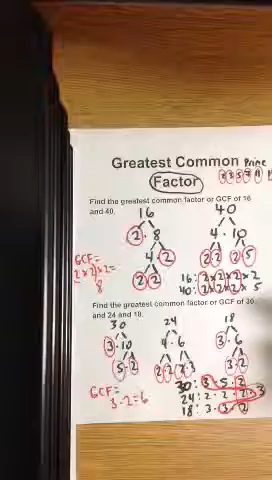 Greatest Common Prime
Factor 2 3 5 7 11
Find the greatest common factor or GCF of 16
and 40.
16 40
2 · 8 4 · 10
4 2 2 2 2 5
2 2
GCF=
2×2×2=
8
16: 2×2×2×2
40: 2×2×2×5
Find the greatest common factor or GCF of 30
and 24 and 18.
30 24 18
3 · 10 4 · 6 3 · 6
5 · 2 2 · 2 2 · 3 3 · 2
GCF=
3·2=6
30: 3·5·2
24: 2·2·2·3
18: 3·3·2